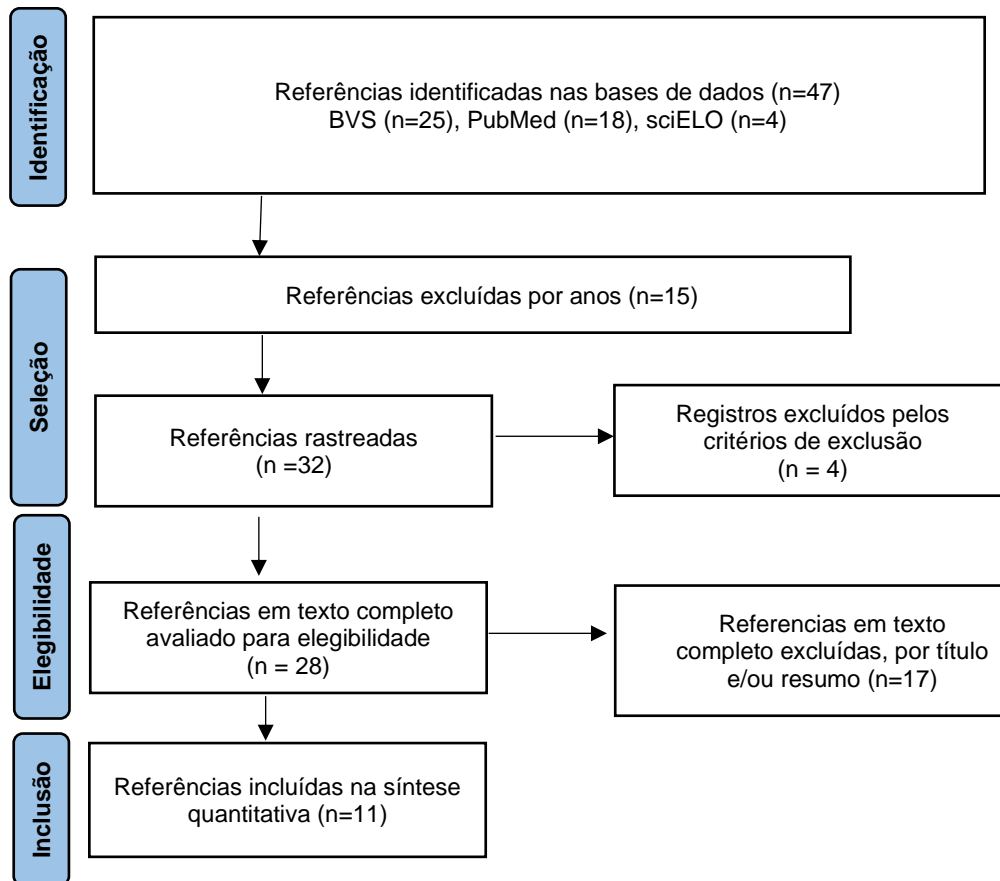 Identificação
Referências identificadas nas bases de dados (n=47)
BVS (n=25), PubMed (n=18), sciELO (n=4)
Seleção
Referências excluídas por anos (n=15)
Referências rastreadas
(n =32)
Registros excluídos pelos
critérios de exclusão
(n = 4)
Elegibilidade
Referências em texto completo
avaliado para elegibilidade
(n = 28)
Referencias em texto
completo excluídas, por título
e/ou resumo (n=17)
Inclusão
Referências incluídas na síntese
quantitativa (n=11)